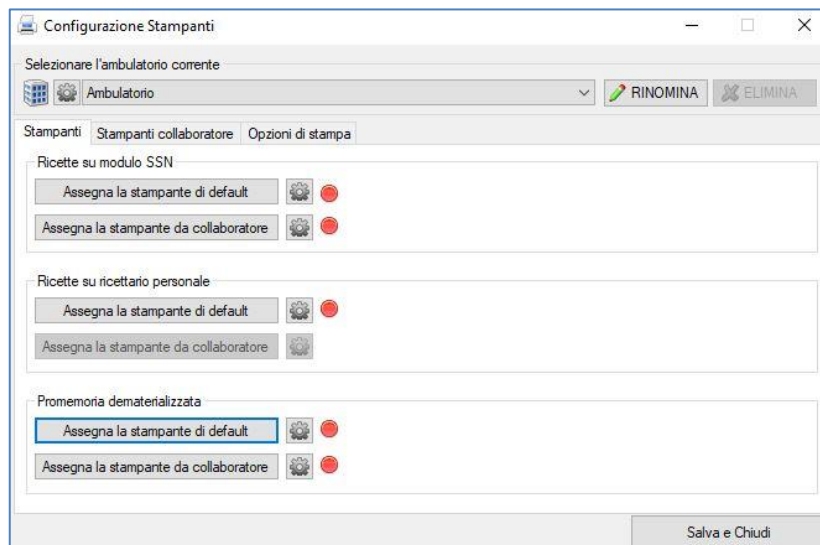 Configurazione Stampanti
Selezionare l'ambulatorio corrente
Ambulatorio RINOMINA ELIMINA
Stampanti Stampanti collaboratore Opzioni di stampa
Ricette su modulo SSN
Assegna la stampante di default
Assegna la stampante da collaboratore
Ricette su ricettario personale
Assegna la stampante di default
Assegna la stampante da collaboratore
Promemoria dematerializzata
Assegna la stampante di default
Assegna la stampante da collaboratore
Salva e Chiudi